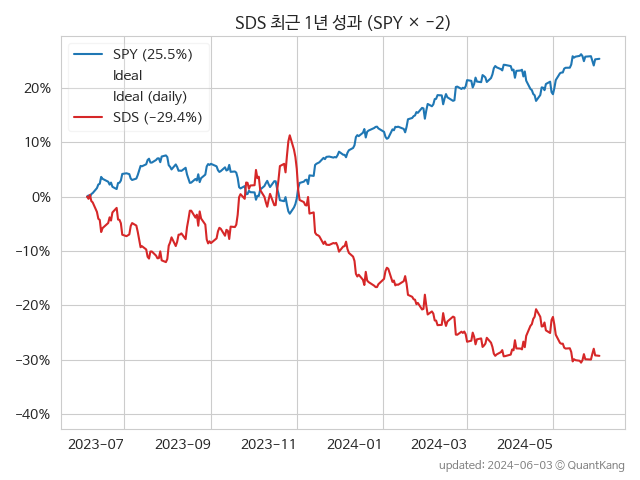 SDS 최근 1년 성과 (SPY × −2)
SPY (25.5%)
Ideal
Ideal (daily)
SDS (−29.4%)
20%
10%
0%
−10%
−20%
−30%
−40%
2023-07 2023-09 2023-11 2024-01 2024-03 2024-05
updated: 2024-06-03 © QuantKang